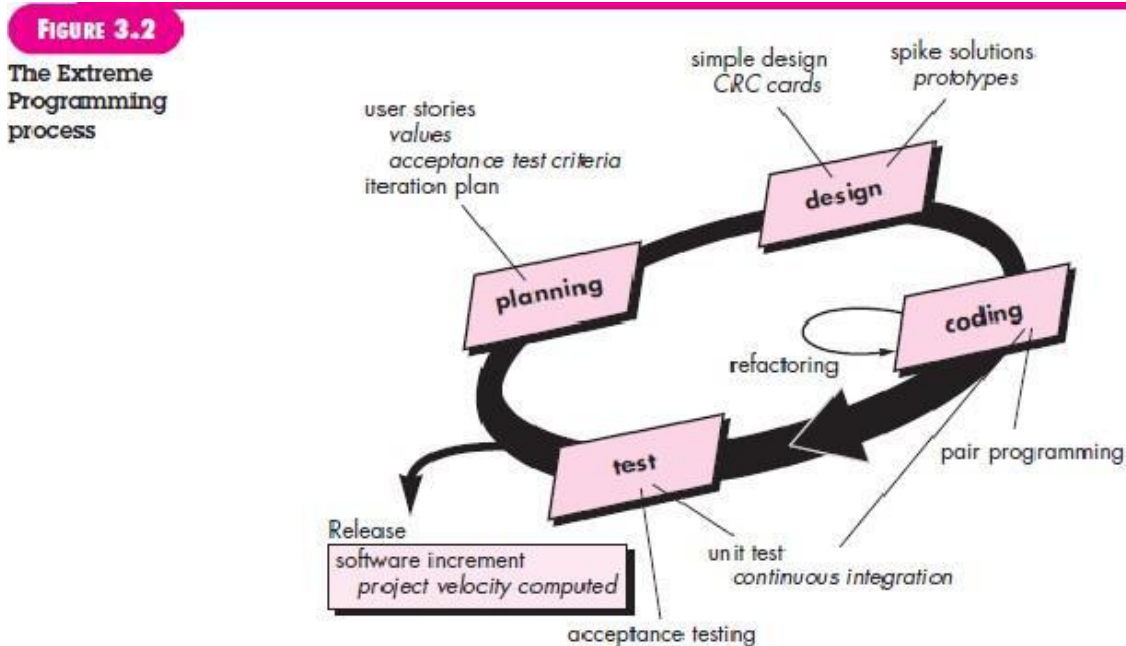 FIGURE 3.2
The Extreme
Programming
process
simple design
CRC cards
spike solutions
prototypes
user stories
values
acceptance test criteria
iteration plan
design
planning
coding
refactoring
test
pair programming
Release
software increment
project velocity computed
unit test
continuous integration
acceptance testing